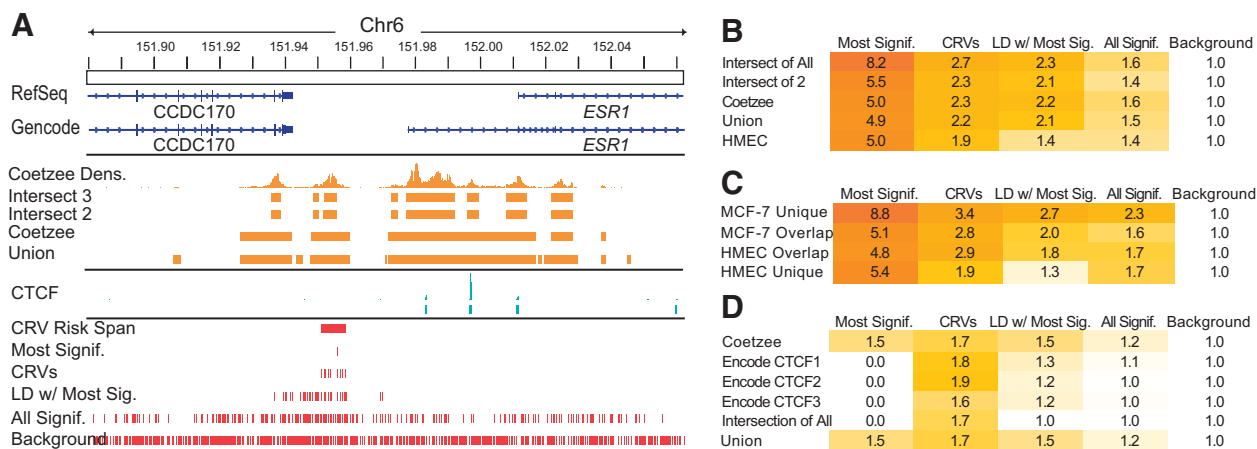 A
Chr6
151.90 151.92 151.94 151.96 151.98 152.00 152.02 152.04
RefSeq
CCDC170 ESR1
Gencode
CCDC170 ESR1
Coetzee Dens.
Intersect 3
Intersect 2
Coetzee
Union
CTCF
CRV Risk Span
Most Signif.
CRVs
LD w/ Most Sig.
All Signif.
Background
B
Most Signif. CRVs LD w/ Most Sig. All Signif. Background
Intersect of All 8.2 2.7 2.3 1.6 1.0
Intersect of 2 5.5 2.3 2.1 1.4 1.0
Coetzee 5.0 2.3 2.2 1.6 1.0
Union 4.9 2.2 2.1 1.5 1.0
HMEC 5.0 1.9 1.4 1.4 1.0
C
Most Signif. CRVs LD w/ Most Sig. All Signif. Background
MCF-7 Unique 8.8 3.4 2.7 2.3 1.0
MCF-7 Overlap 5.1 2.8 2.0 1.6 1.0
HMEC Overlap 4.8 2.9 1.8 1.7 1.0
HMEC Unique 5.4 1.9 1.3 1.7 1.0
D
Most Signif. CRVs LD w/ Most Sig. All Signif. Background
Coetzee 1.5 1.7 1.5 1.2 1.0
Encode CTCF1 0.0 1.8 1.3 1.1 1.0
Encode CTCF2 0.0 1.9 1.2 1.0 1.0
Encode CTCF3 0.0 1.6 1.2 1.0 1.0
Intersection of All 0.0 1.7 1.0 1.0 1.0
Union 1.5 1.7 1.5 1.2 1.0